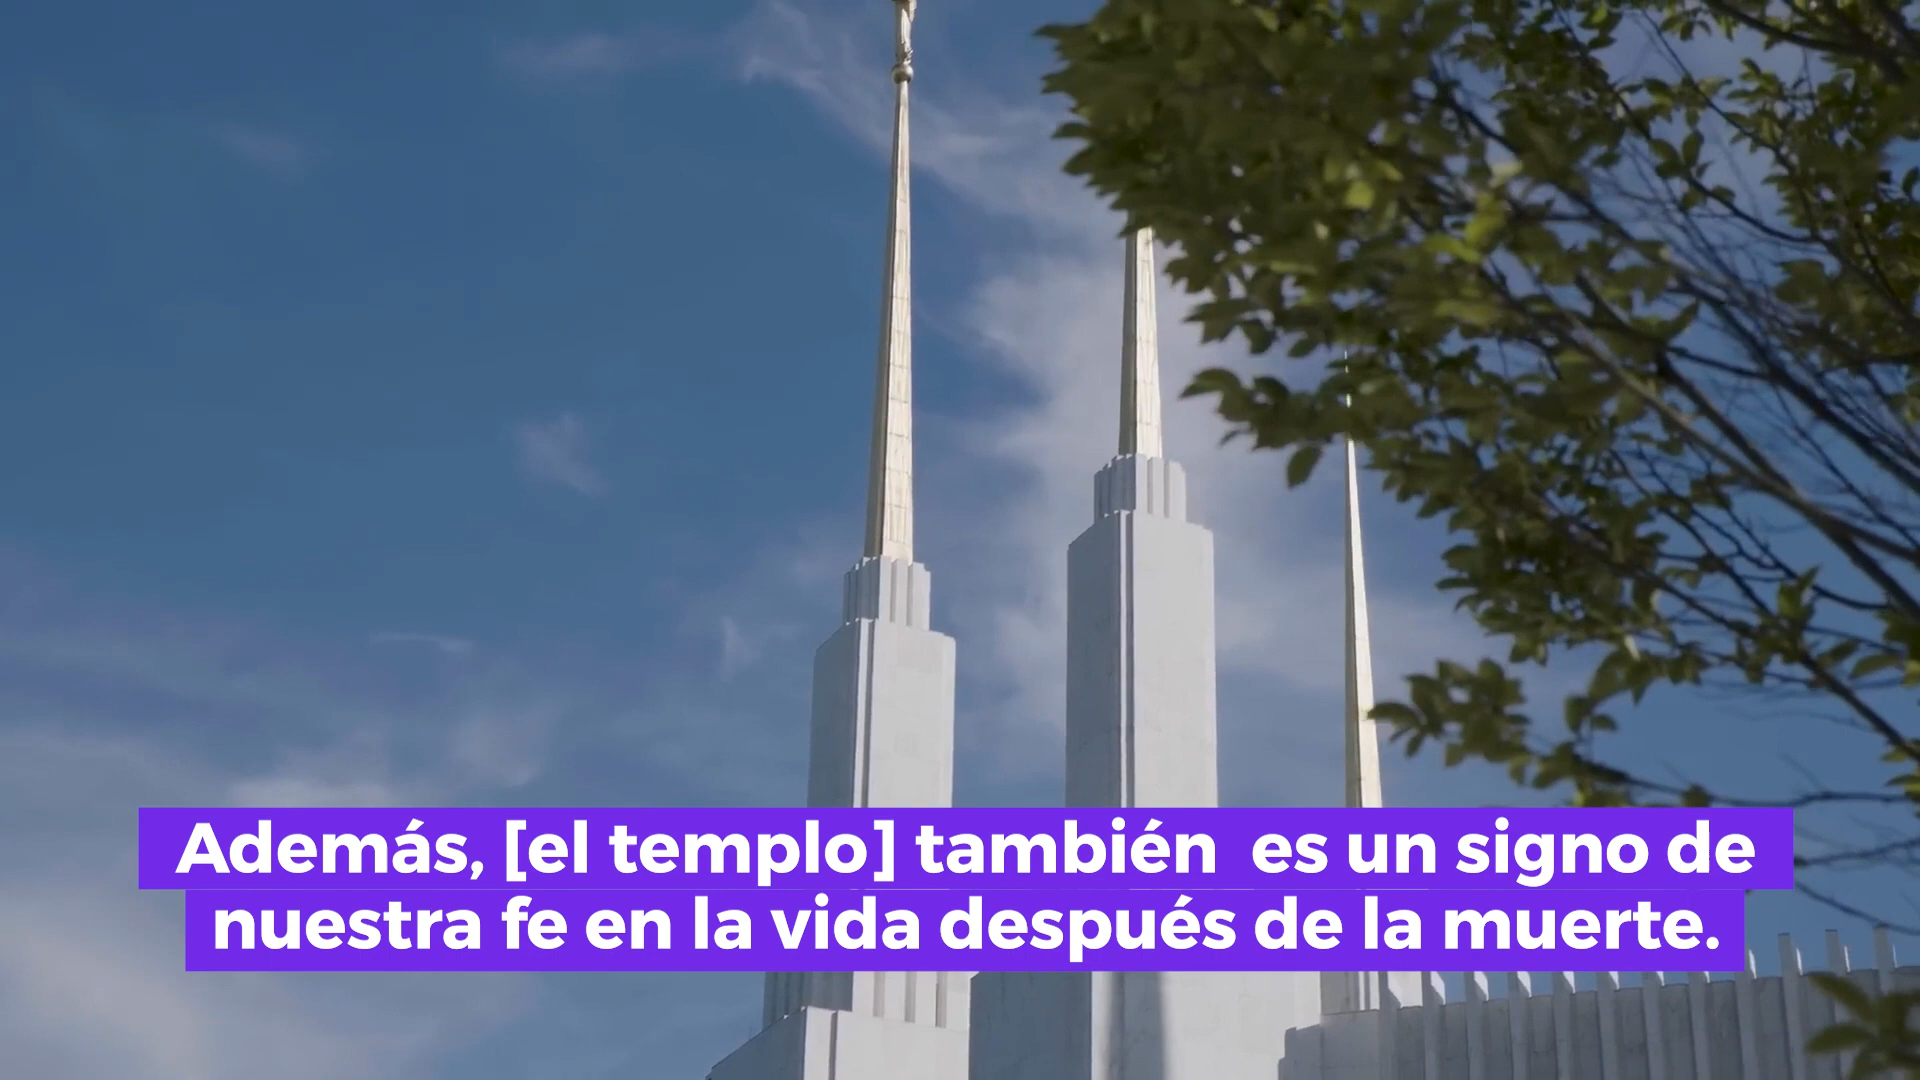 Además, [el templo] también es un signo de
nuestra fe en la vida después de la muerte.